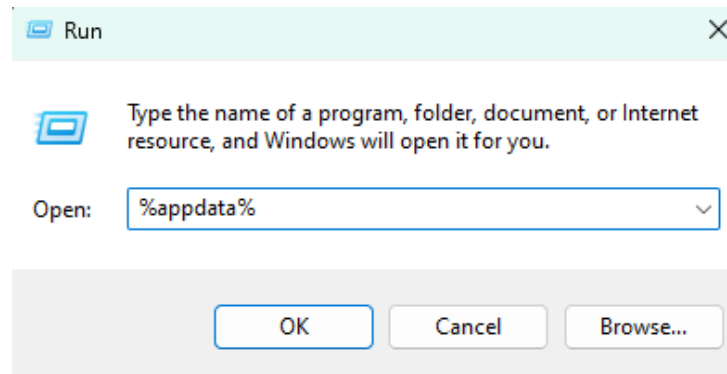 Run
Type the name of a program, folder, document, or Internet
resource, and Windows will open it for you.
Open: %appdata%
OK Cancel Browse...